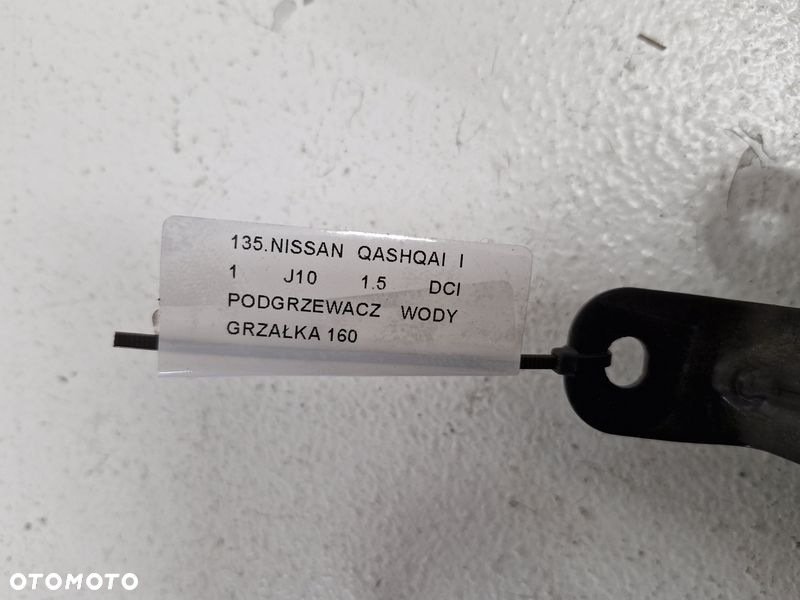 135.NISSAN QASHQAI I
1 J10 1.5 DCI
PODGRZEWACZ WODY
GRZAŁKA 160
OTOMOTO